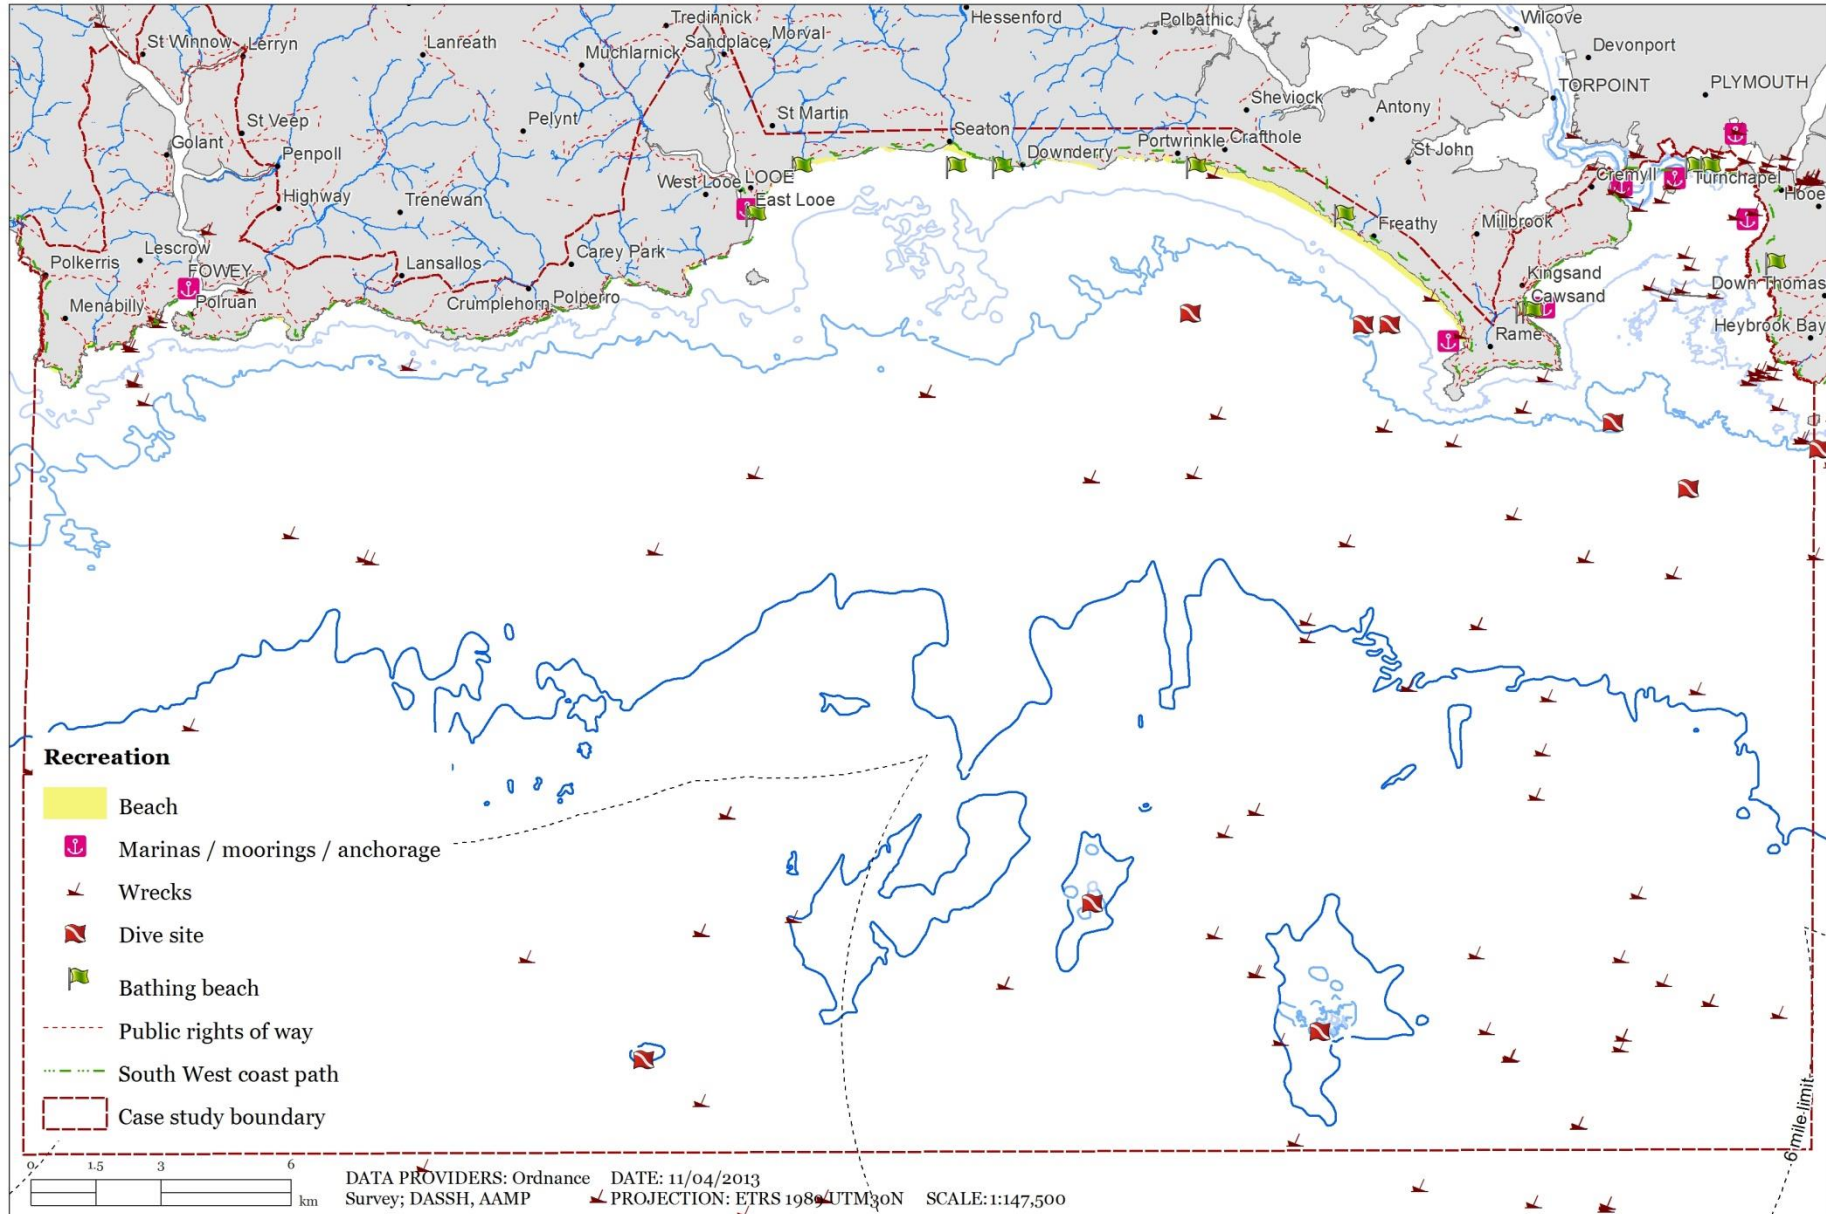 Tredinnick
Hessenford
Polbathic
Wilcove
St Winnow
Lerryn
Lanreath
Muchlarnick
Sandplace
Morval
Devonport
TORPOINT
PLYMOUTH
Sheviock
Antony
St Veep
Pelynt
St Martin
Seaton
Golant
Penpoll
Downderry
Portwrinkle
Crafthole
St John
Highway
Trenewan
West Looe
LOOE
East Looe
Cremyll
Turnchapel
Hooe
Freathy
Millbrook
Lescrow
Polkerris
FOWEY
Lansallos
Carey Park
Kingsand
Cawsand
Down Thomas
Menabilly
Polruan
Crumplehorn
Polperro
Rame
Heybrook Bay
Recreation
Beach
Marinas / moorings / anchorage
Wrecks
Dive site
Bathing beach
Public rights of way
South West coast path
Case study boundary
6 mile limit
0 1.5 3 6
km
DATA PROVIDERS: Ordnance DATE: 11/04/2013
Survey; DASSH, AAMP PROJECTION: ETRS 1989 UTM30N SCALE: 1:147,500